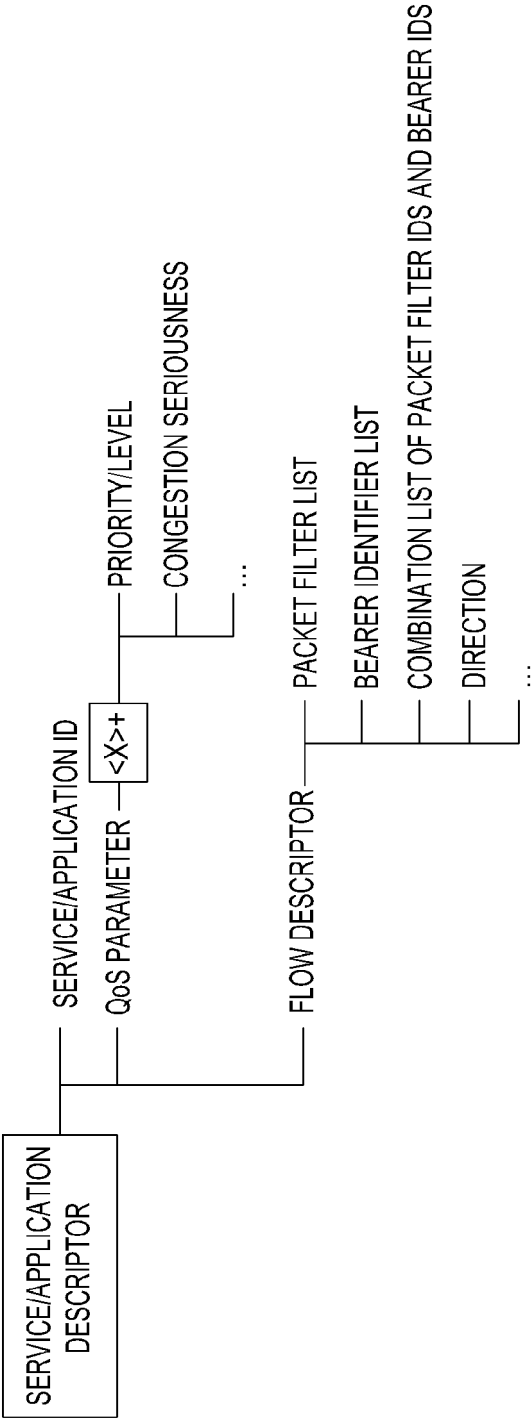 SERVICE/APPLICATION
DESCRIPTOR
SERVICE/APPLICATION ID
QoS PARAMETER
<X>+
PRIORITY/LEVEL
CONGESTION SERIOUSNESS
...
FLOW DESCRIPTOR
PACKET FILTER LIST
BEARER IDENTIFIER LIST
COMBINATION LIST OF PACKET FILTER IDS AND BEARER IDS
DIRECTION
...